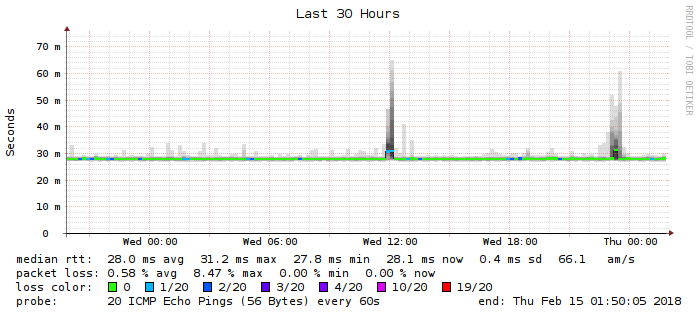 Last 30 Hours
RRDTOOL / TOBI OETIKER
Seconds
70 m
60 m
50 m
40 m
30 m
20 m
10 m
0
Wed 00:00 Wed 06:00 Wed 12:00 Wed 18:00 Thu 00:00
median rtt: 28.0 ms avg 31.2 ms max 27.8 ms min 28.1 ms now 0.4 ms sd 66.1 am/s
packet loss: 0.58 % avg 8.47 % max 0.00 % min 0.00 % now
loss color: 0 1/20 2/20 3/20 4/20 10/20 19/20
probe: 20 ICMP Echo Pings (56 Bytes) every 60s end: Thu Feb 15 01:50:05 2018